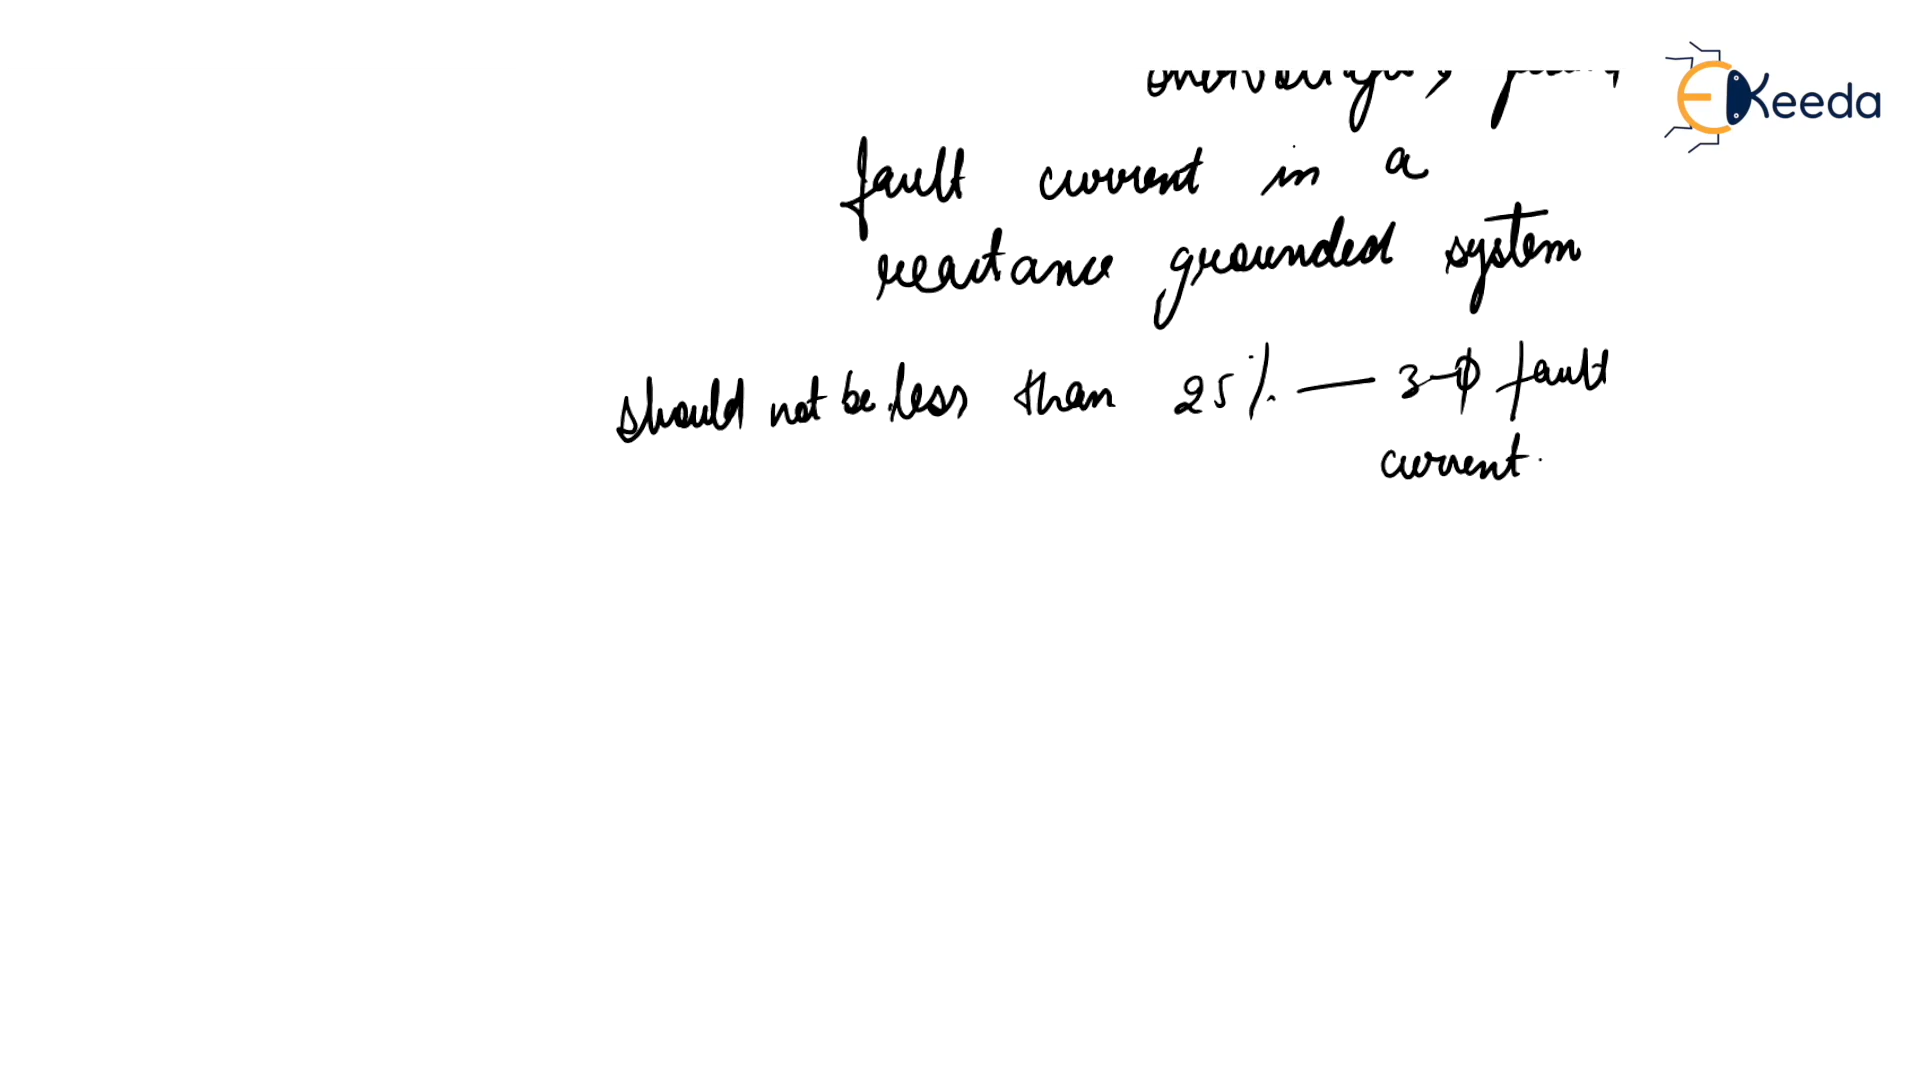 EKeeda
fault current in a
reactance grounded system
should not be less than 25% — 3-φ fault
current.